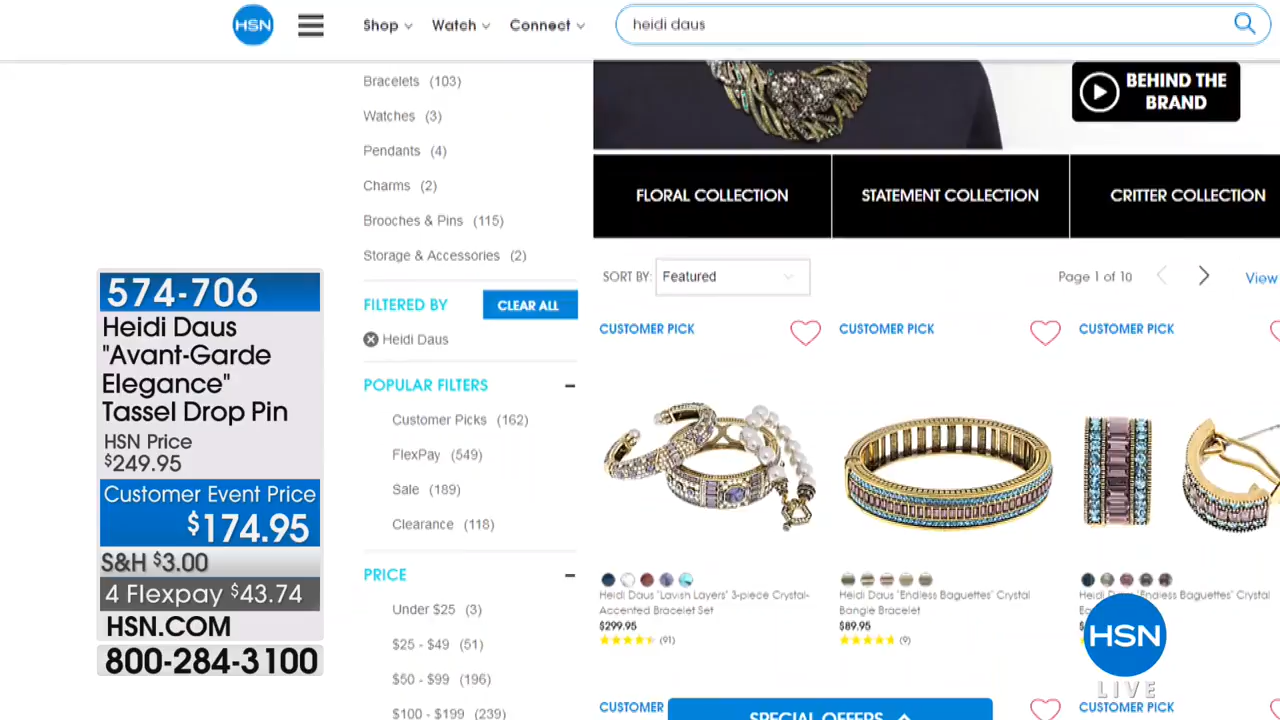 HSN
Shop
Watch
Connect
heidi daus
Bracelets (103)
Watches (3)
Pendants (4)
Charms (2)
Brooches & Pins (115)
Storage & Accessories (2)
FILTERED BY
CLEAR ALL
Heidi Daus
POPULAR FILTERS
Customer Picks (162)
FlexPay (549)
Sale (189)
Clearance (118)
PRICE
Under $25 (3)
$25 - $49 (51)
$50 - $99 (196)
$100 - $199 (239)
BEHIND THE
BRAND
FLORAL COLLECTION
STATEMENT COLLECTION
CRITTER COLLECTION
SORT BY:
Featured
Page 1 of 10
View
CUSTOMER PICK
CUSTOMER PICK
CUSTOMER PICK
Heidi Daus "Lavish Layers" 3-piece Crystal-
Accented Bracelet Set
$299.95
(91)
Heidi Daus "Endless Baguettes" Crystal
Bangle Bracelet
$89.95
(9)
Heidi Daus "Endless Baguettes" Crystal
CUSTOMER
SPECIAL OFFERS
CUSTOMER PICK
574-706
Heidi Daus
"Avant-Garde
Elegance"
Tassel Drop Pin
HSN Price
$249.95
Customer Event Price
$174.95
S&H $3.00
4 Flexpay $43.74
HSN.COM
800-284-3100
HSN
LIVE